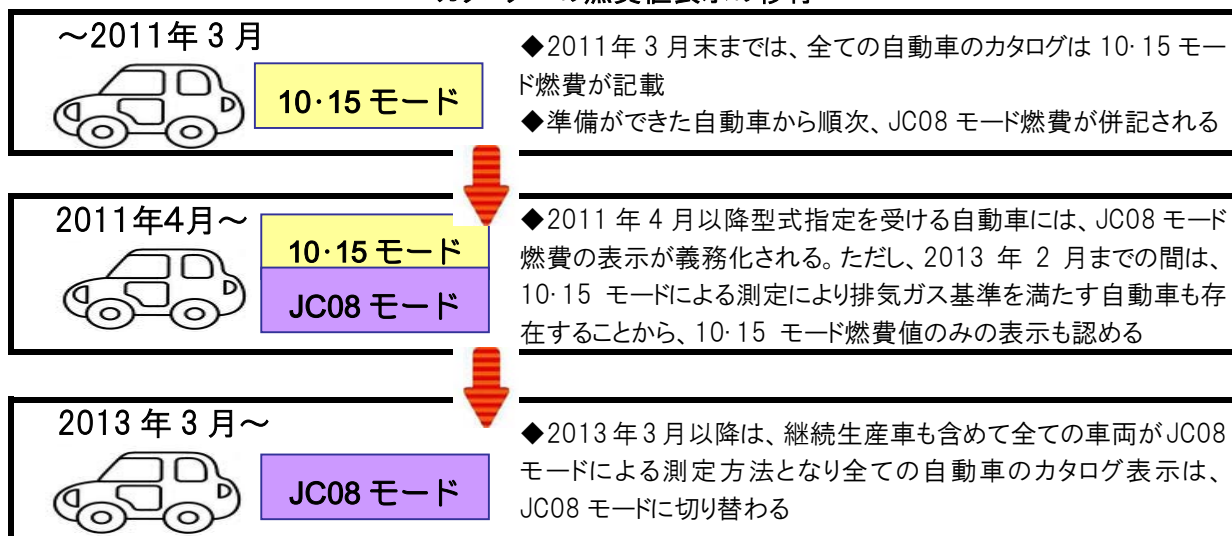 ~2011年3月
10・15 モード
◆2011年 3 月末までは、全ての自動車のカタログは 10・15 モー
ド燃費が記載
◆準備ができた自動車から順次、JC08 モード燃費が併記される
2011年4月~
10・15 モード
JC08 モード
◆2011 年 4 月以降型式指定を受ける自動車には、JC08 モード
燃費の表示が義務化される。ただし、2013 年 2 月までの間は、
10・15 モードによる測定により排気ガス基準を満たす自動車も存
在することから、10・15 モード燃費値のみの表示も認める
2013 年 3 月~
JC08 モード
◆2013年3月以降は、継続生産車も含めて全ての車両がJC08
モードによる測定方法となり全ての自動車のカタログ表示は、
JC08 モードに切り替わる